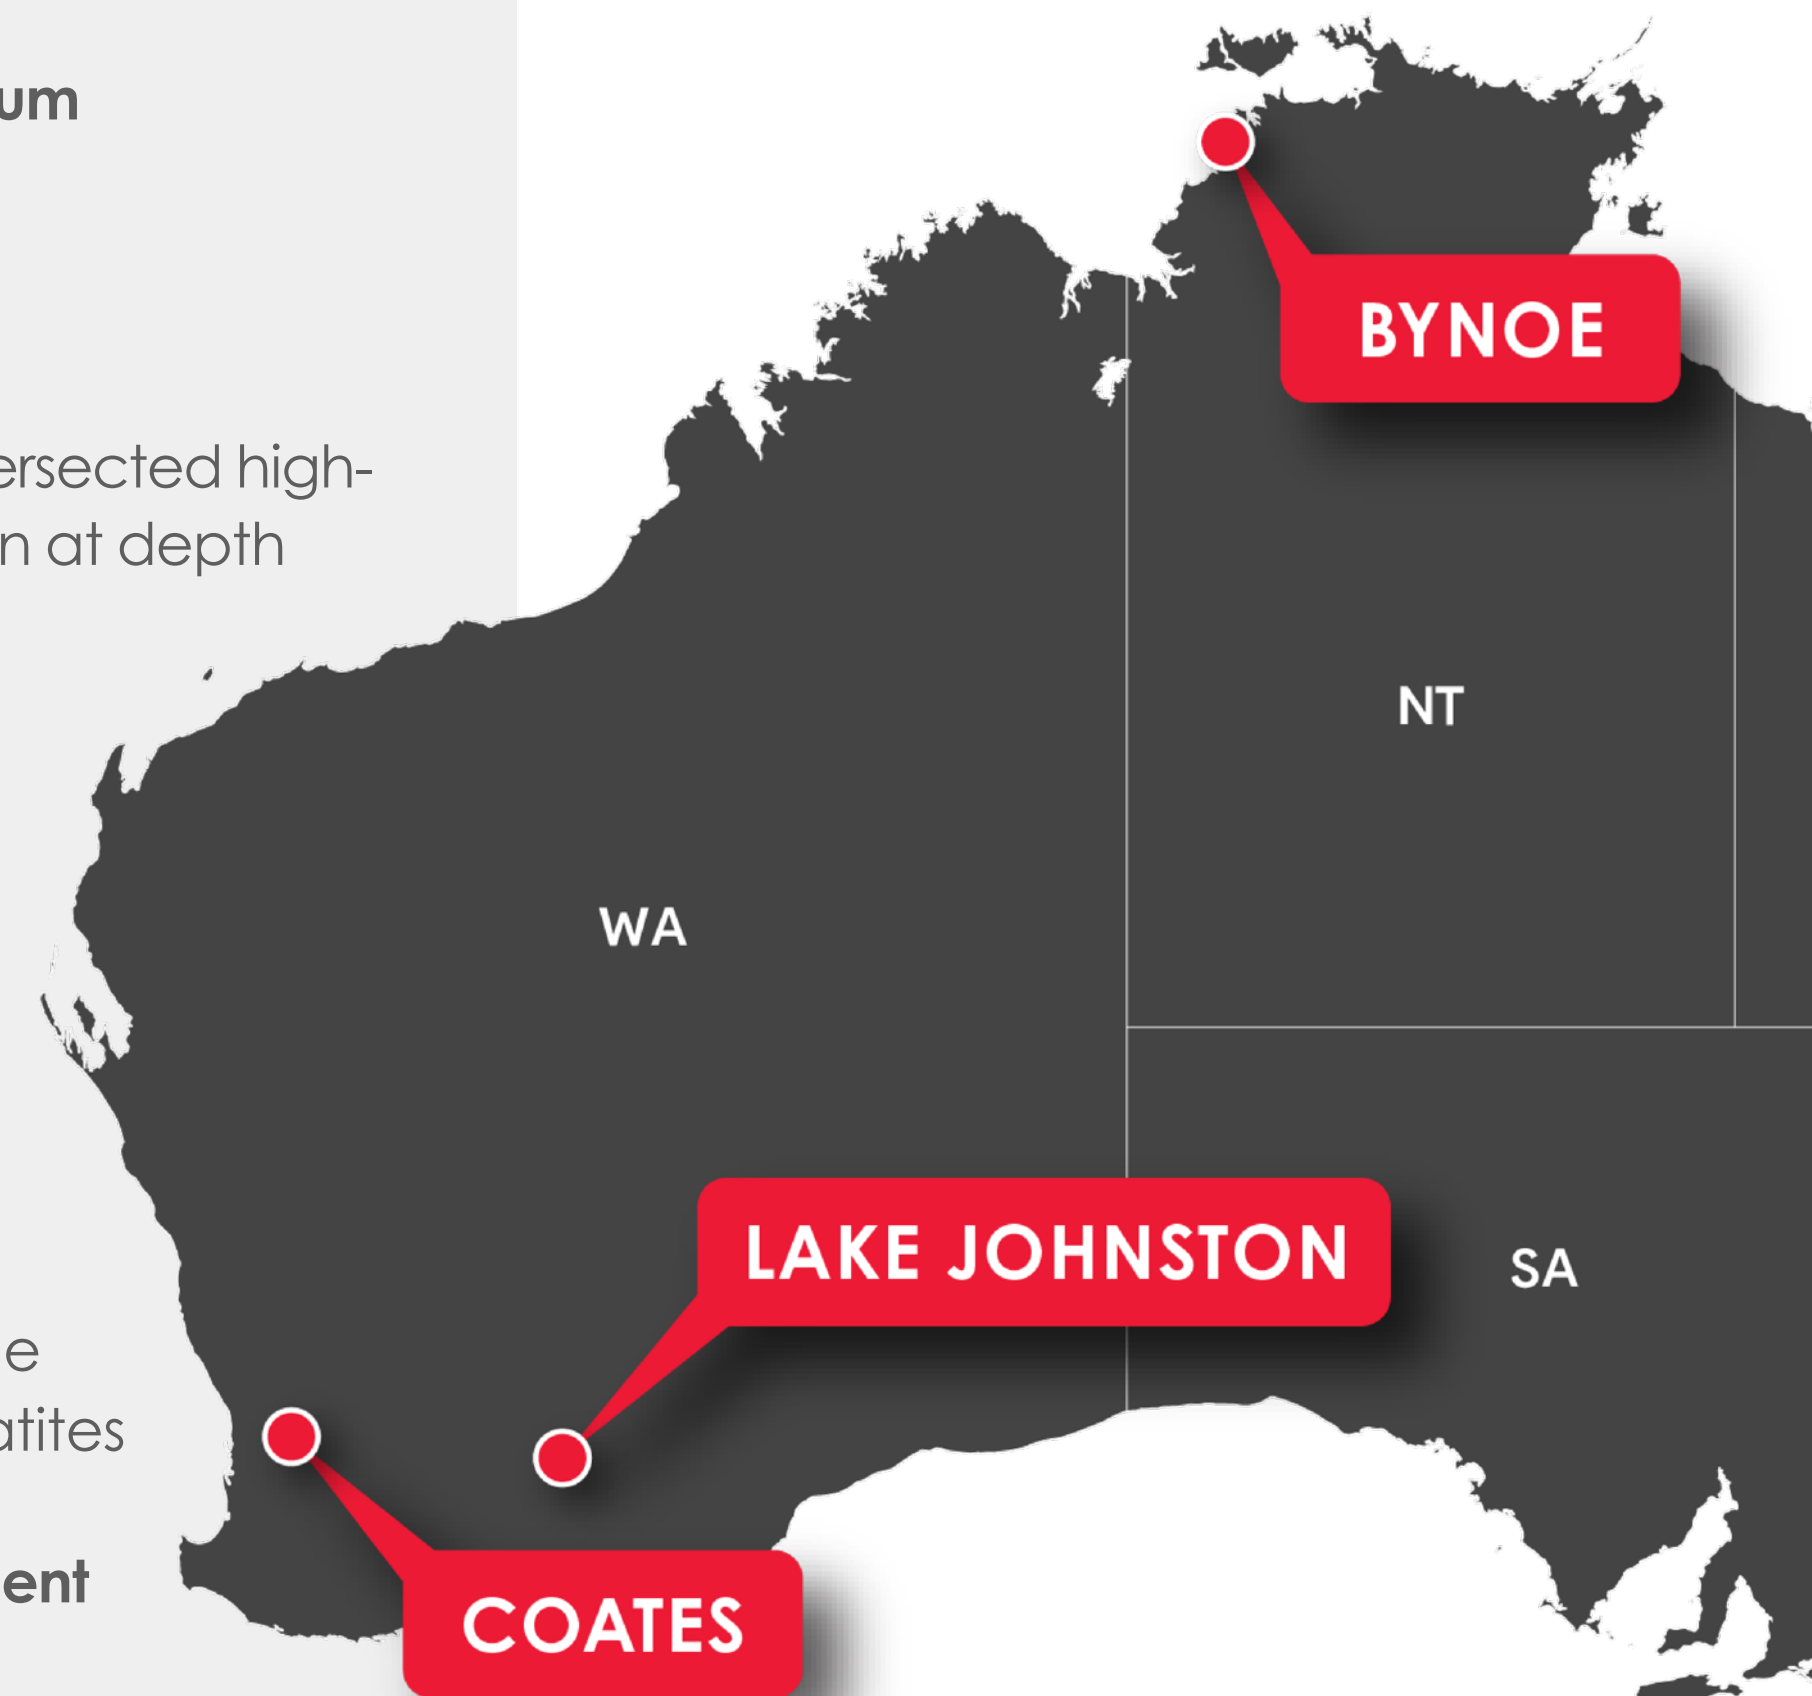 um
ersected high-
n at depth
e
atites
ent
BYNOE
NT
WA
LAKE JOHNSTON
SA
COATES